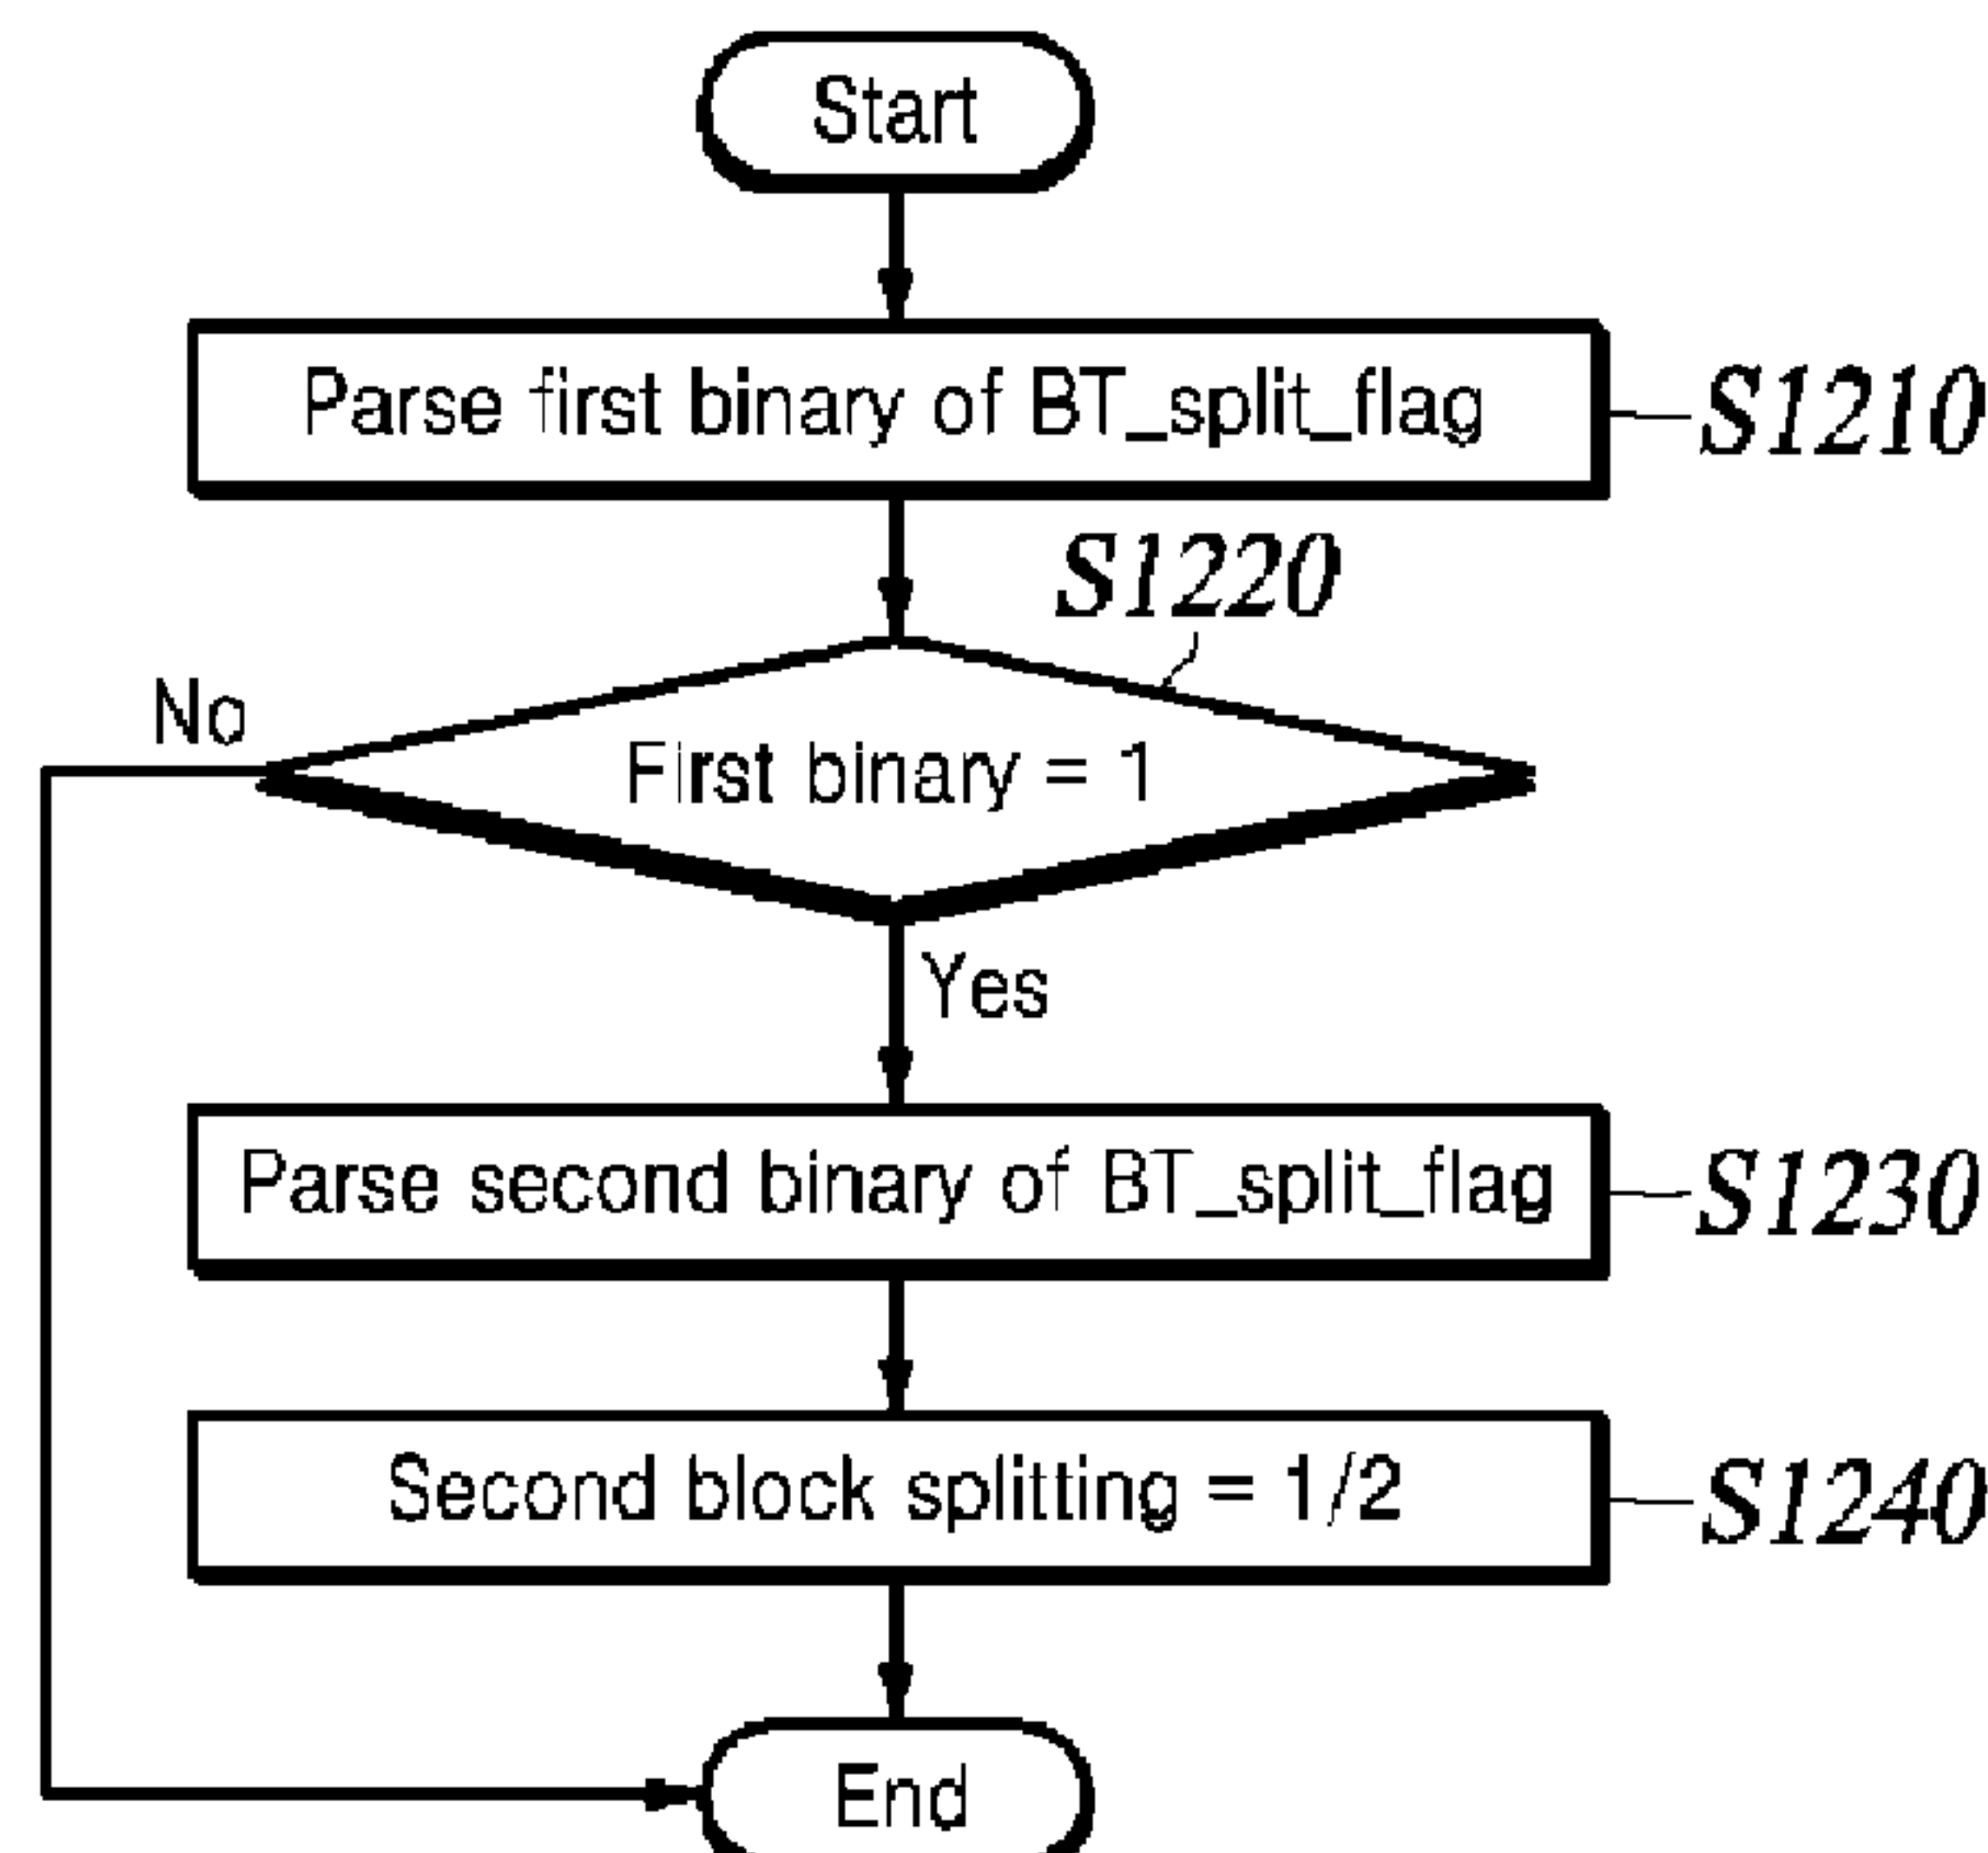 Start
Parse first binary of BT_split_flag
S1210
S1220
No
First binary = 1
Yes
Parse second binary of BT_split_flag
S1230
Second block splitting = 1/2
S1240
End